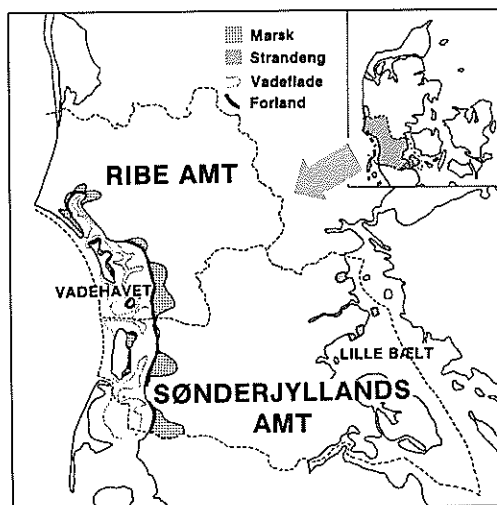 Marsk
Strandeng
Vadeflade
Forland
RIBE AMT
VADEHAVET
LILLE BÆLT
SØNDERJYLLANDS
AMT